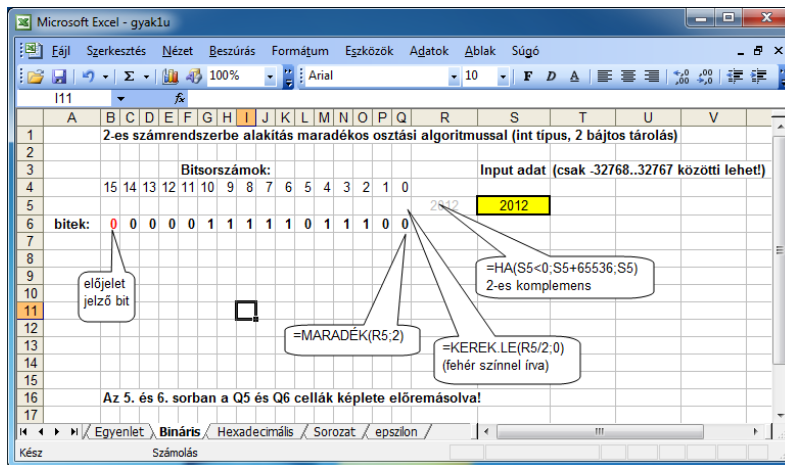 Microsoft Excel - gyak1u
Fájl Szerkesztés Nézet Beszúrás Formátum Eszközök Adatok Ablak Súgó
Σ 100% Arial 10 F D A
I11 fx
A B C D E F G H I J K L M N O P Q R S T U V
1 2-es számrendszerbe alakítás maradékos osztási algoritmussal (int típus, 2 bájtos tárolás)
2
3 Bitsorszámok: Input adat (csak -32768..32767 közötti lehet!)
4 15 14 13 12 11 10 9 8 7 6 5 4 3 2 1 0
5 2012 2012
6 bitek: 0 0 0 0 0 1 1 1 1 1 0 1 1 1 0 0
7
8
9
10
11
12
13
14
15
16 Az 5. és 6. sorban a Q5 és Q6 cellák képlete előremásolva!
17
előjelet
jelző bit
=HA(S5<0;S5+65536;S5)
2-es komplemens
=MARADÉK(R5;2)
=KEREK.LE(R5/2;0)
(fehér színnel írva)
Egyenlet Bináris Hexadecimális Sorozat epszilon
Kész Számolás